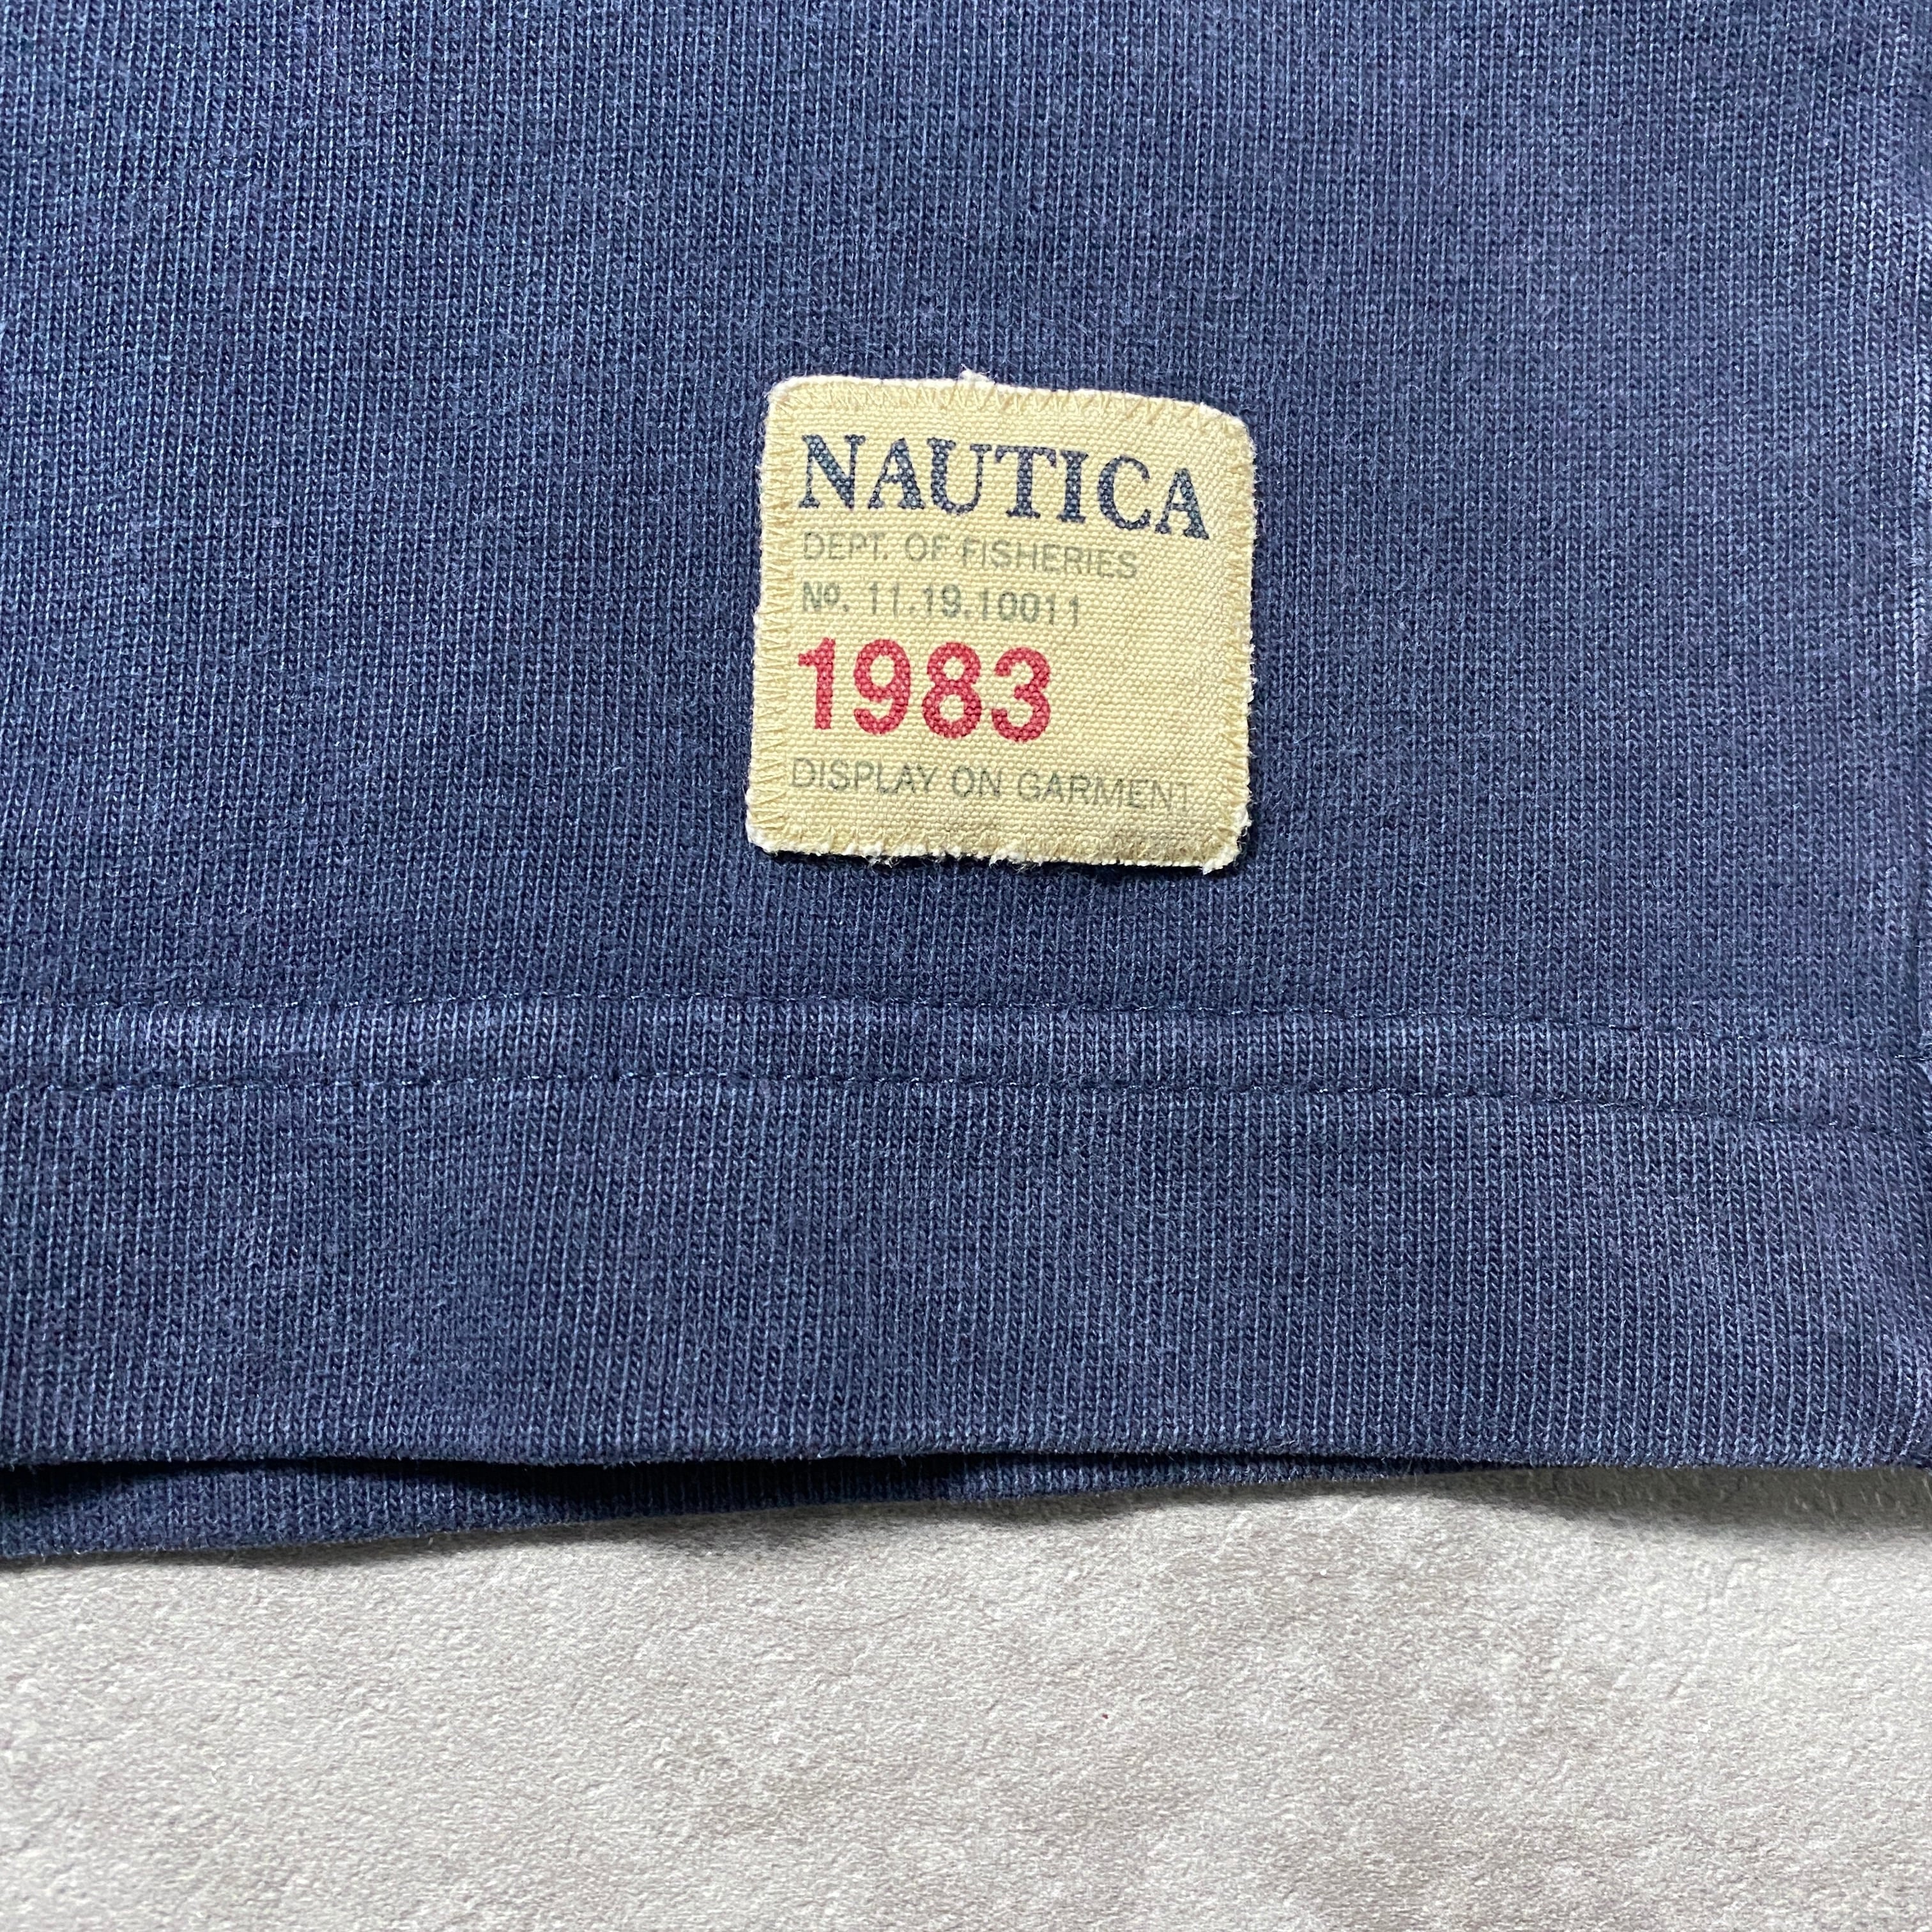 NAUTICA
DEPT. OF FISHERIES
Nº. 11.19.10011
1983
DISPLAY ON GARMENT